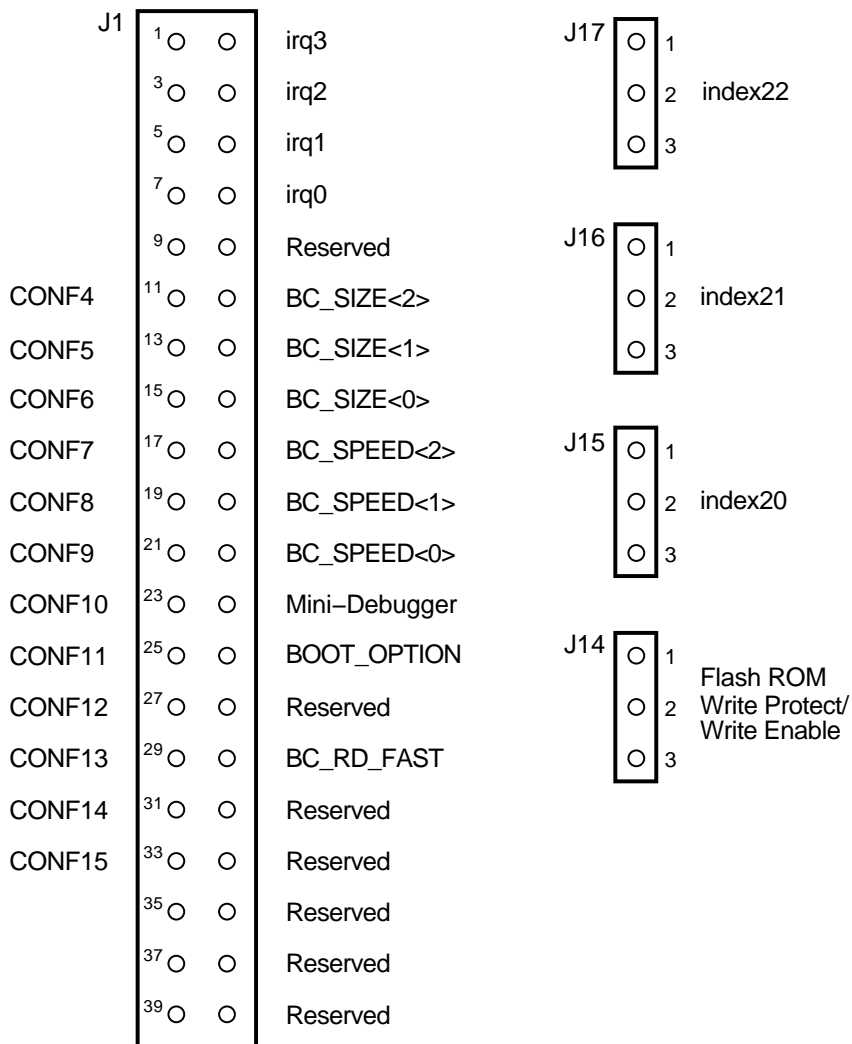 J1
1 irq3
3 irq2
5 irq1
7 irq0
9 Reserved
CONF4 11 BC_SIZE<2>
CONF5 13 BC_SIZE<1>
CONF6 15 BC_SIZE<0>
CONF7 17 BC_SPEED<2>
CONF8 19 BC_SPEED<1>
CONF9 21 BC_SPEED<0>
CONF10 23 Mini−Debugger
CONF11 25 BOOT_OPTION
CONF12 27 Reserved
CONF13 29 BC_RD_FAST
CONF14 31 Reserved
CONF15 33 Reserved
35 Reserved
37 Reserved
39 Reserved
J17
1
2 index22
3
J16
1
2 index21
3
J15
1
2 index20
3
J14
1
2
3
Flash ROM
Write Protect/
Write Enable